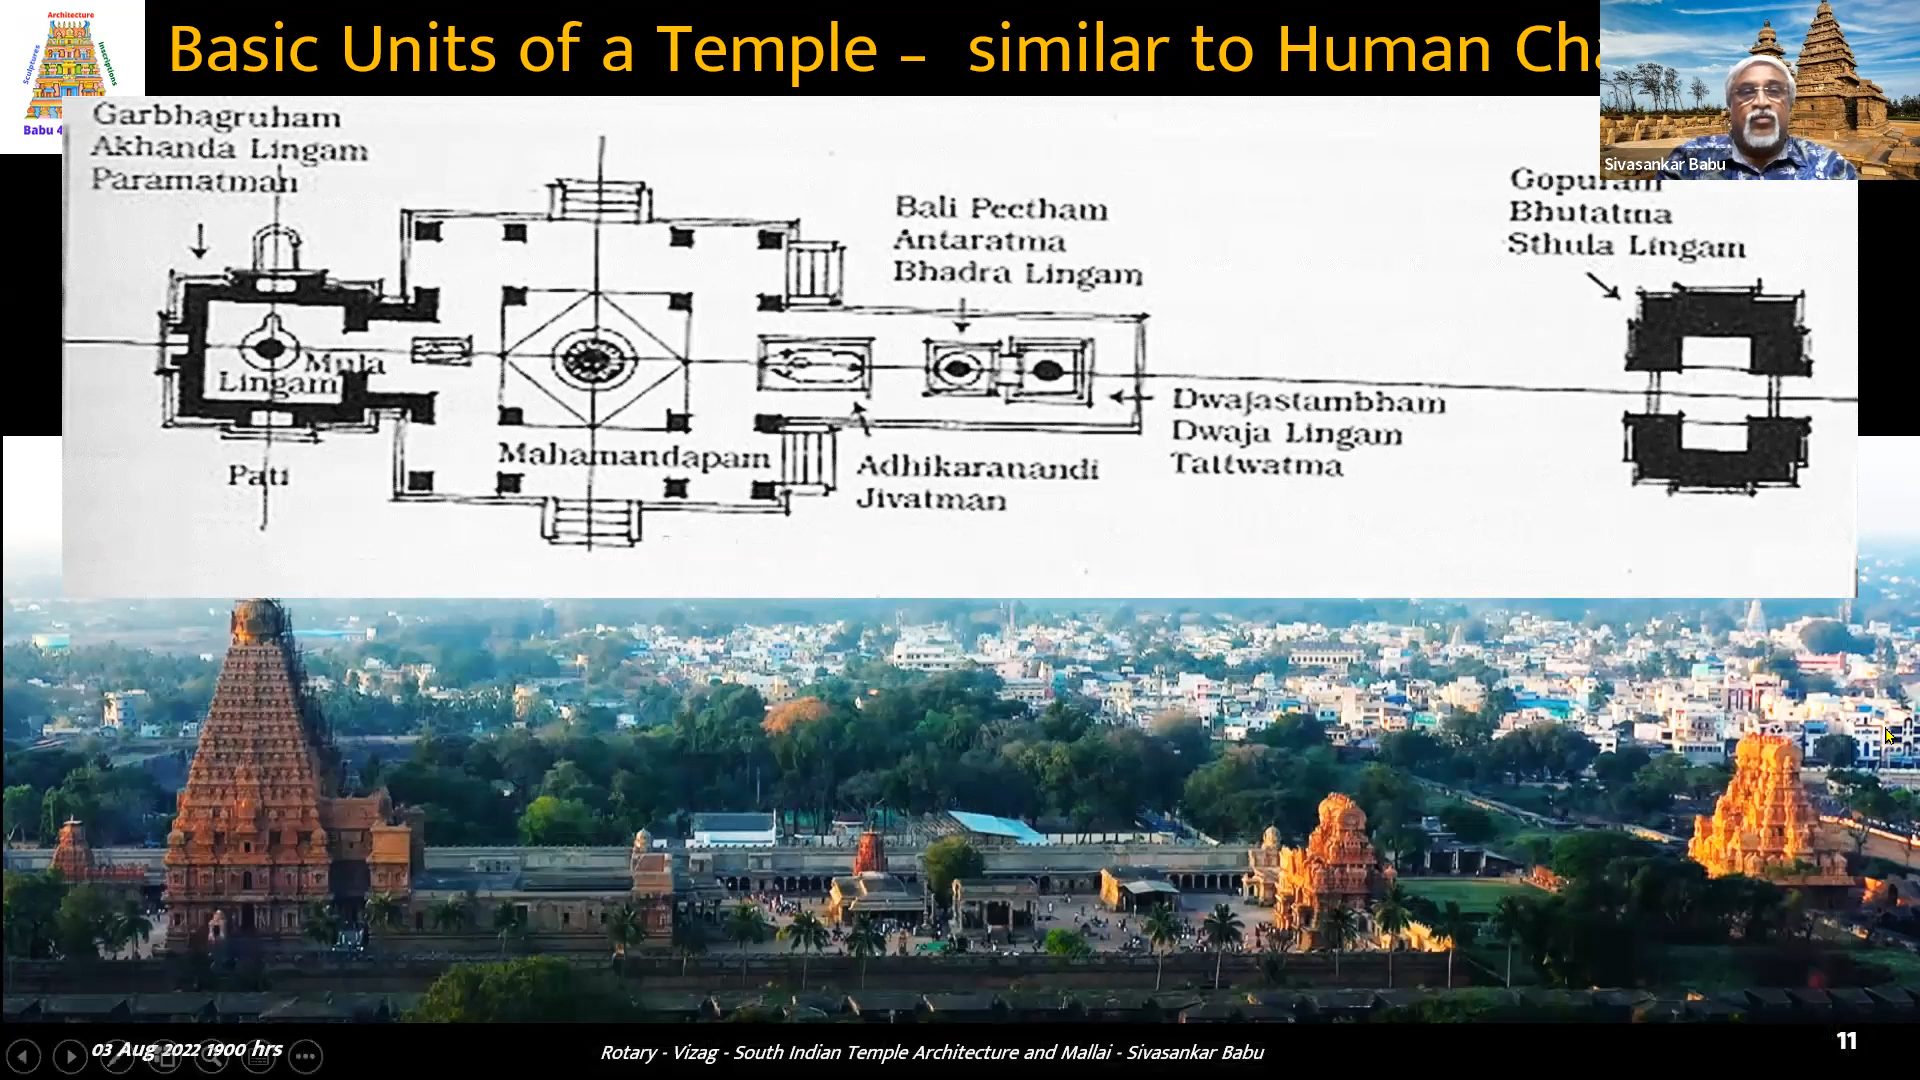 Architecture
Sculptures
Inscriptions
Babu
Basic Units of a Temple – similar to Human
Sivasankar Babu
Garbhagruham
Akhanda Lingam
Paramatman
Mula
Lingam
Pati
Mahamandapam
Bali Peetham
Antaratma
Bhadra Lingam
Adhikaranandi
Jivatman
Dwajastambham
Dwaja Lingam
Tattwatma
Gopuram
Bhutatma
Sthula Lingam
03 Aug 2022 1900 hrs
Rotary - Vizag - South Indian Temple Architecture and Mallai - Sivasankar Babu
11